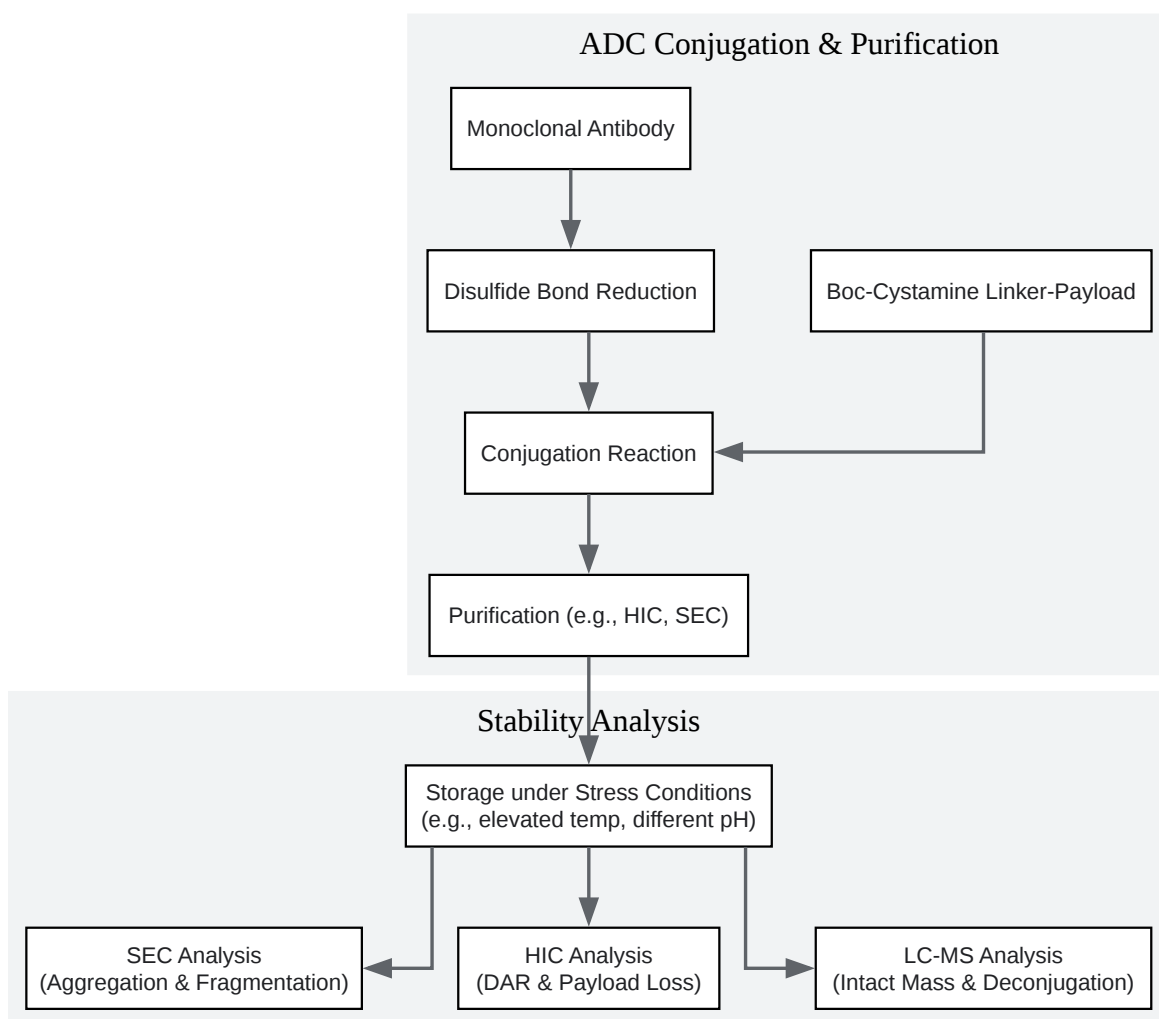 ADC Conjugation & Purification
Monoclonal Antibody
Disulfide Bond Reduction
Boc-Cystamine Linker-Payload
Conjugation Reaction
Purification (e.g., HIC, SEC)
Stability Analysis
Storage under Stress Conditions
(e.g., elevated temp, different pH)
SEC Analysis
(Aggregation & Fragmentation)
HIC Analysis
(DAR & Payload Loss)
LC-MS Analysis
(Intact Mass & Deconjugation)